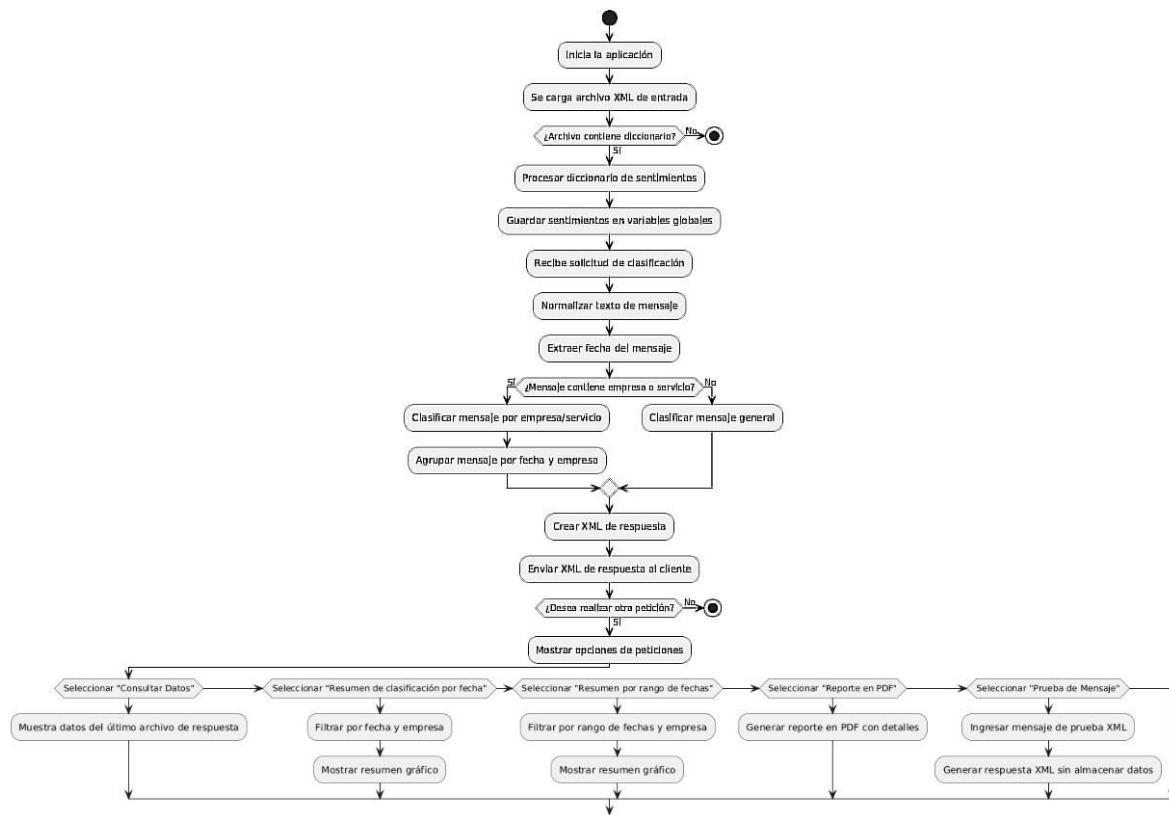 Inicia la aplicación
Se carga archivo XML de entrada
¿Archivo contiene diccionario?
No
Sí
Procesar diccionario de sentimientos
Guardar sentimientos en variables globales
Recibe solicitud de clasificación
Normalizar texto de mensaje
Extraer fecha del mensaje
Sí
¿Mensaje contiene empresa o servicio?
No
Clasificar mensaje por empresa/servicio
Clasificar mensaje general
Agrupar mensaje por fecha y empresa
Crear XML de respuesta
Enviar XML de respuesta al cliente
¿Desea realizar otra petición?
No
Sí
Mostrar opciones de peticiones
Seleccionar "Consultar Datos"
Seleccionar "Resumen de clasificación por fecha"
Seleccionar "Resumen por rango de fechas"
Seleccionar "Reporte en PDF"
Seleccionar "Prueba de Mensaje"
Muestra datos del último archivo de respuesta
Filtrar por fecha y empresa
Filtrar por rango de fechas y empresa
Generar reporte en PDF con detalles
Ingresar mensaje de prueba XML
Mostrar resumen gráfico
Mostrar resumen gráfico
Generar respuesta XML sin almacenar datos